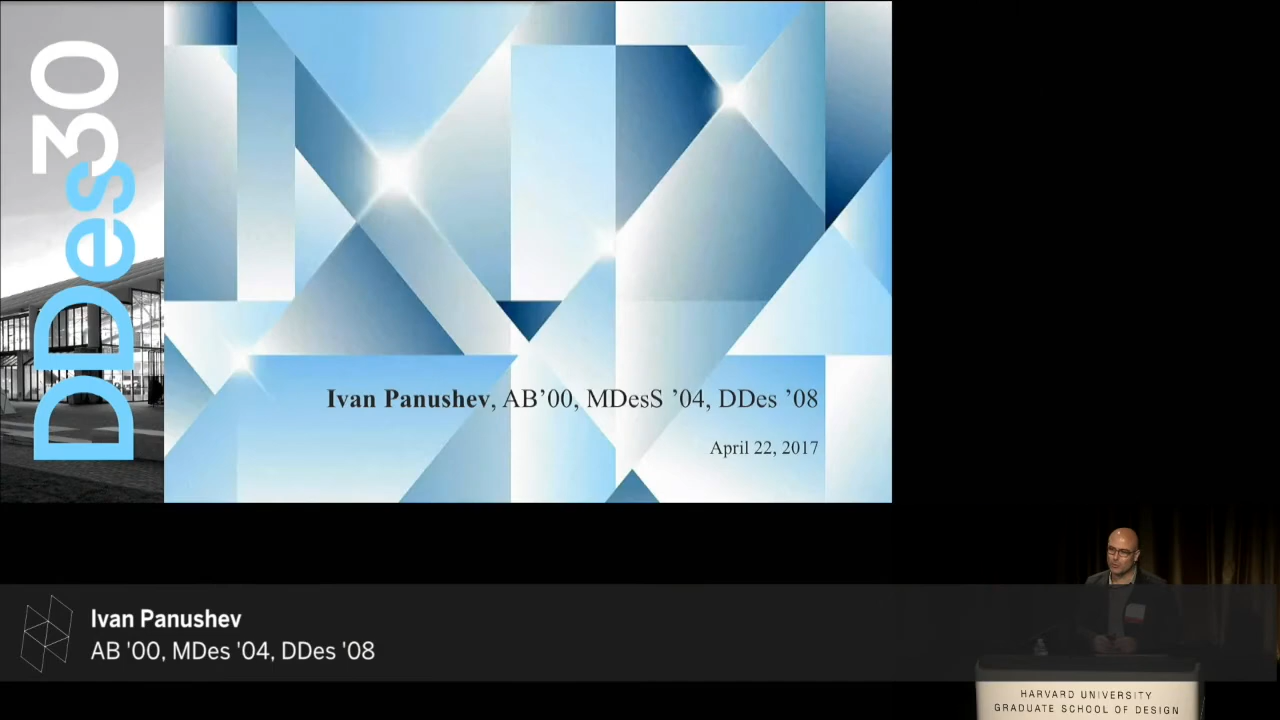 DDes30
Ivan Panushev, AB’00, MDesS ’04, DDes ’08
April 22, 2017
Ivan Panushev
AB '00, MDes '04, DDes '08
HARVARD UNIVERSITY
GRADUATE SCHOOL OF DESIGN